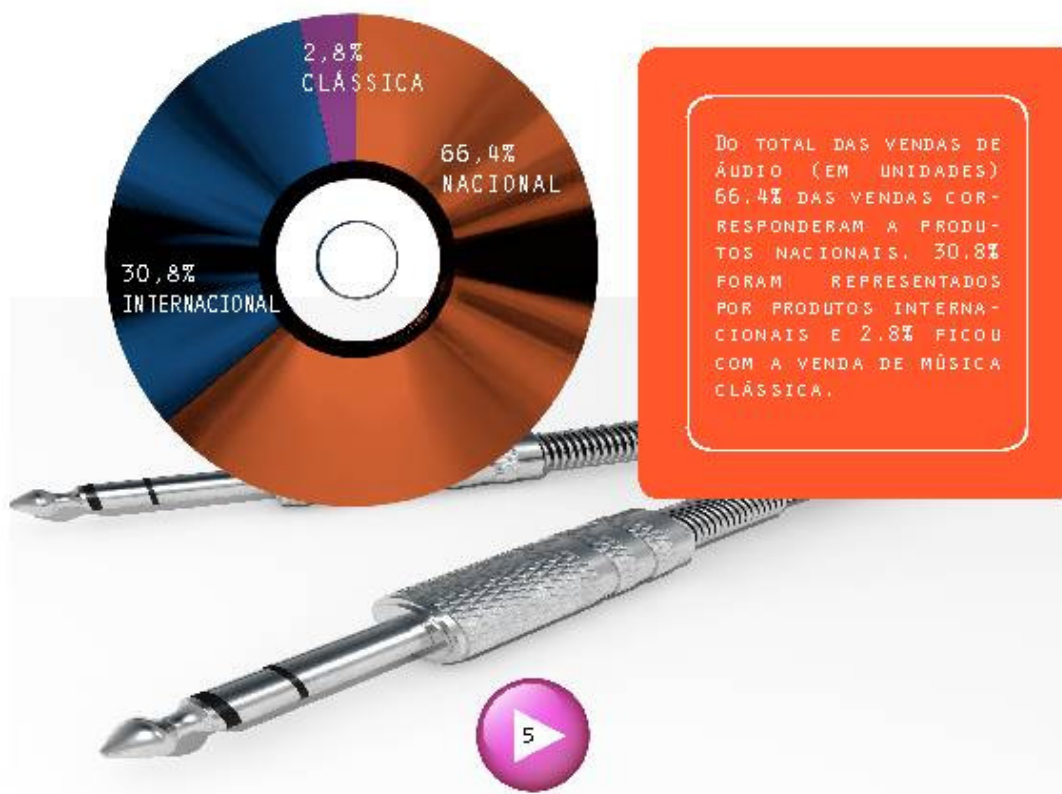 2,8%
CLÁSSICA
66,4%
NACIONAL
30,8%
INTERNACIONAL
DO TOTAL DAS VENDAS DE
ÁUDIO (EM UNIDADES)
66.4% DAS VENDAS COR-
RESPONDERAM A PRODU-
TOS NACIONAIS. 30.8%
FORAM REPRESENTADOS
POR PRODUTOS INTERNA-
CIONAIS E 2.8% FICOU
COM A VENDA DE MÚSICA
CLÁSSICA.
5